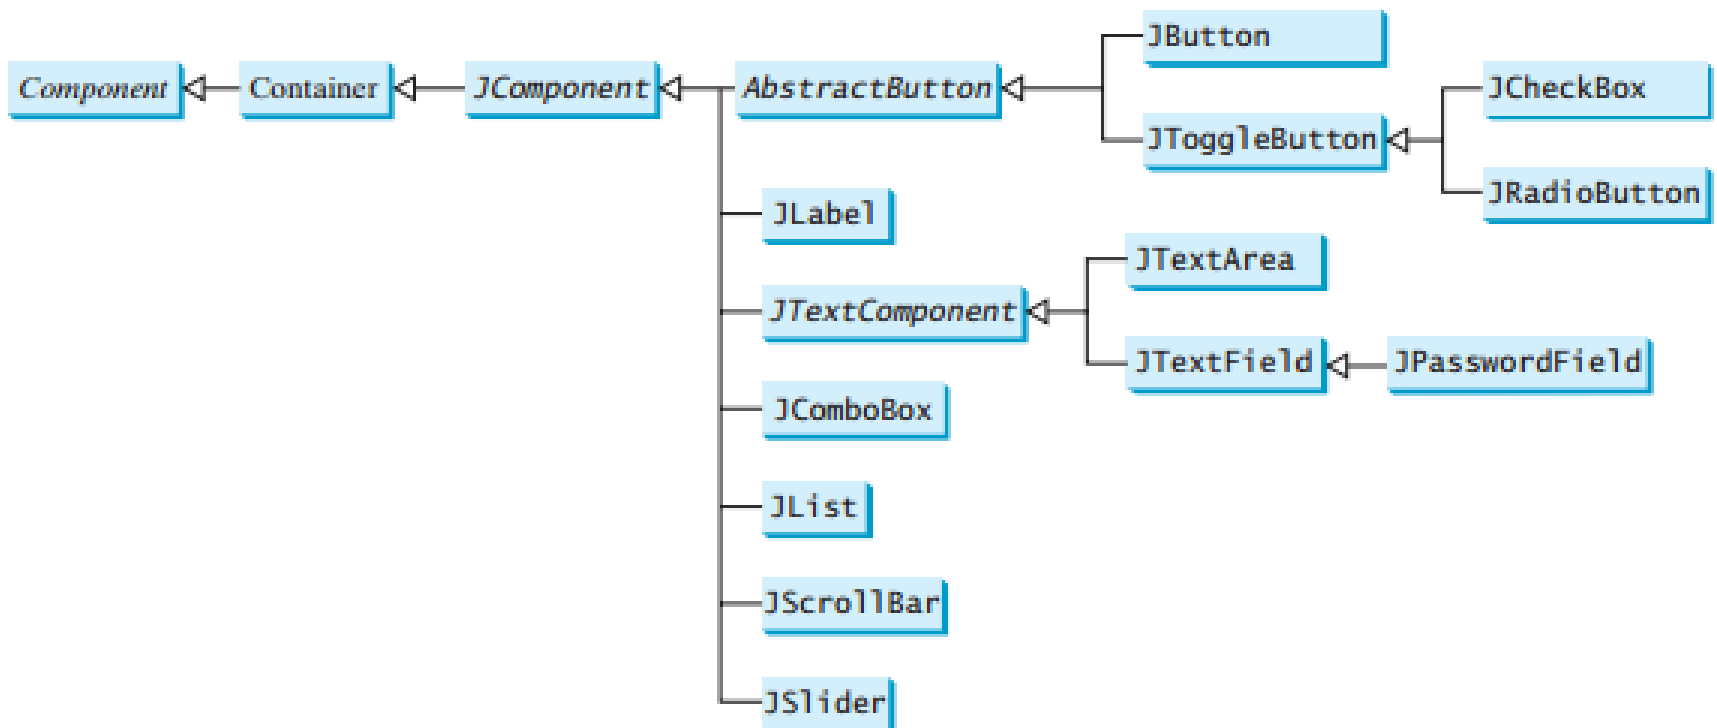 Component
Container
JComponent
AbstractButton
JButton
JToggleButton
JCheckBox
JRadioButton
JLabel
JTextComponent
JTextArea
JTextField
JPasswordField
JComboBox
JList
JScrollBar
JSlider